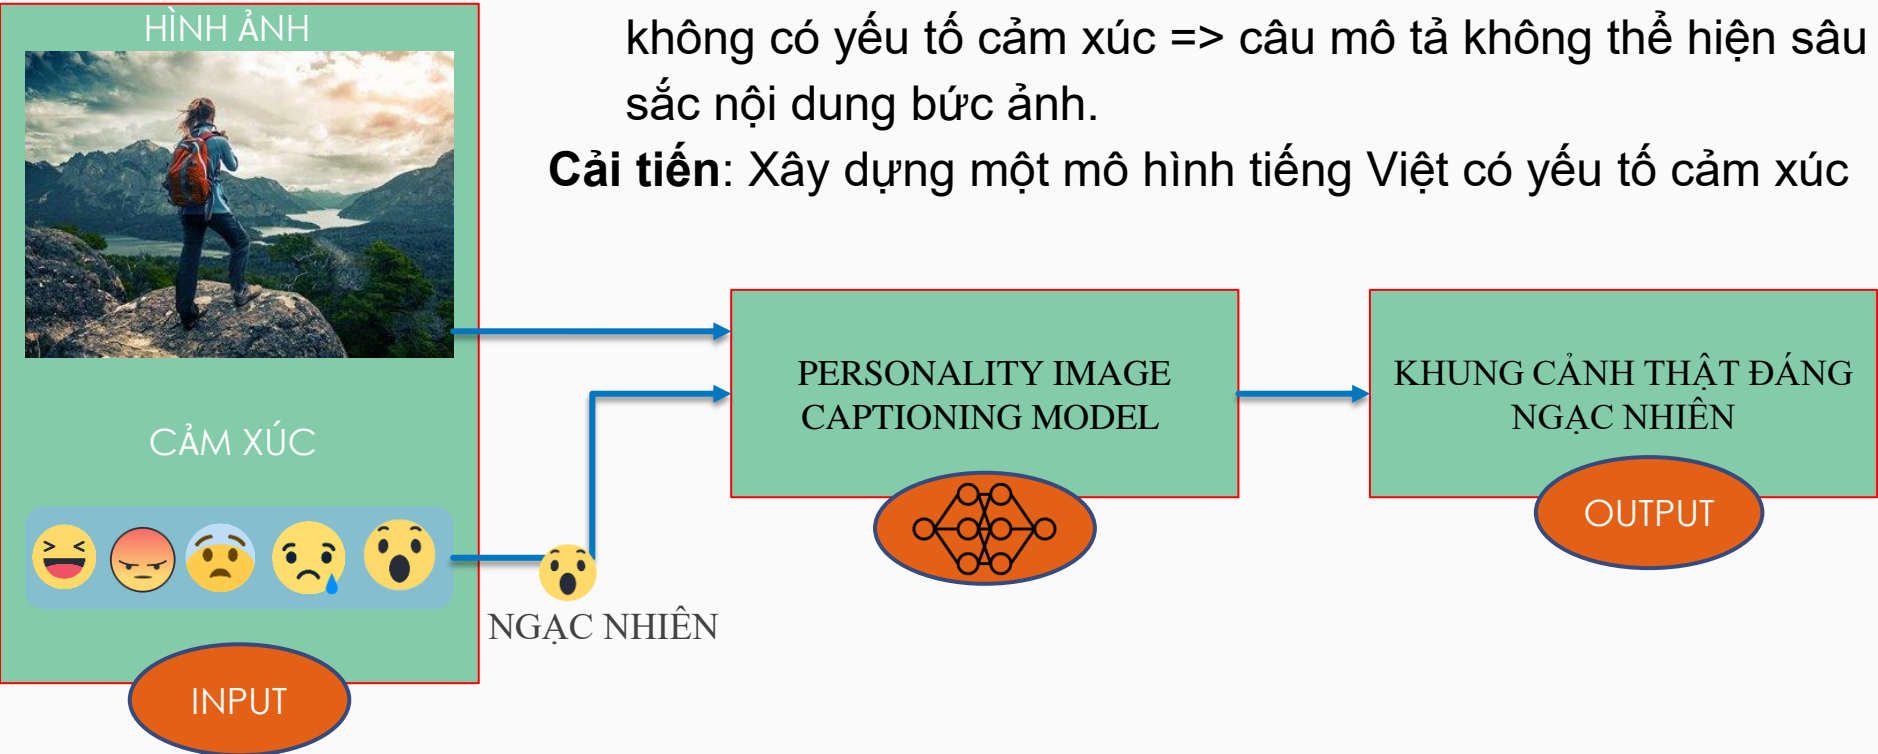 HÌNH ẢNH
không có yếu tố cảm xúc => câu mô tả không thể hiện sâu
sắc nội dung bức ảnh.
Cải tiến: Xây dựng một mô hình tiếng Việt có yếu tố cảm xúc
CẢM XÚC
NGẠC NHIÊN
INPUT
PERSONALITY IMAGE
CAPTIONING MODEL
KHUNG CẢNH THẬT ĐÁNG
NGẠC NHIÊN
OUTPUT